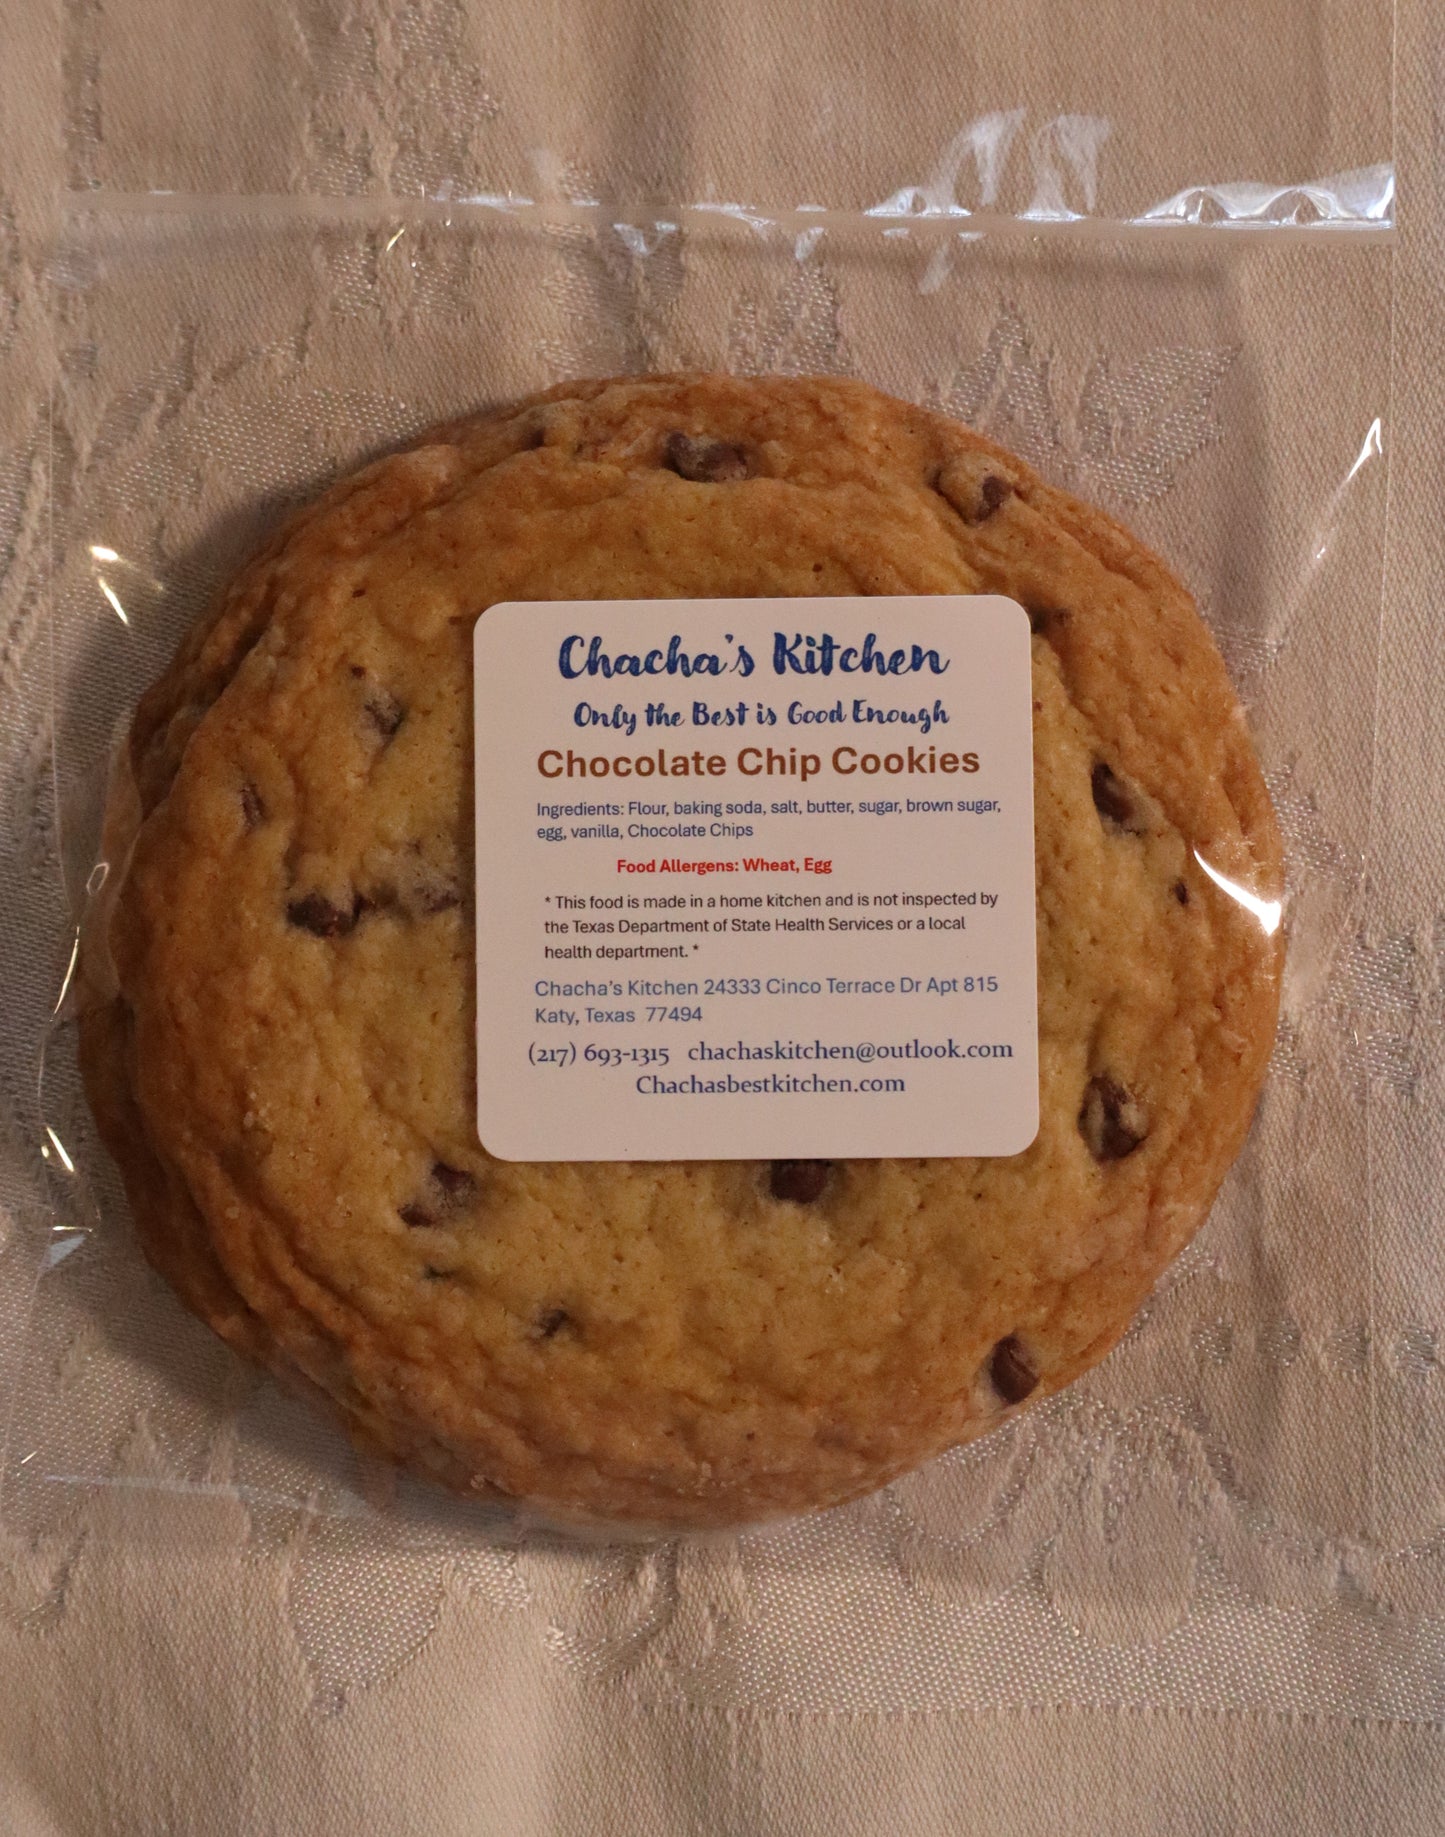 Chacha's Kitchen
Only the Best is Good Enough
Chocolate Chip Cookies
Ingredients: Flour, baking soda, salt, butter, sugar, brown sugar,
egg, vanilla, Chocolate Chips
Food Allergens: Wheat, Egg
* This food is made in a home kitchen and is not inspected by
the Texas Department of State Health Services or a local
health department. *
Chacha's Kitchen 24333 Cinco Terrace Dr Apt 815
Katy, Texas  77494
(217) 693-1315   chachaskitchen@outlook.com
Chachasbestkitchen.com